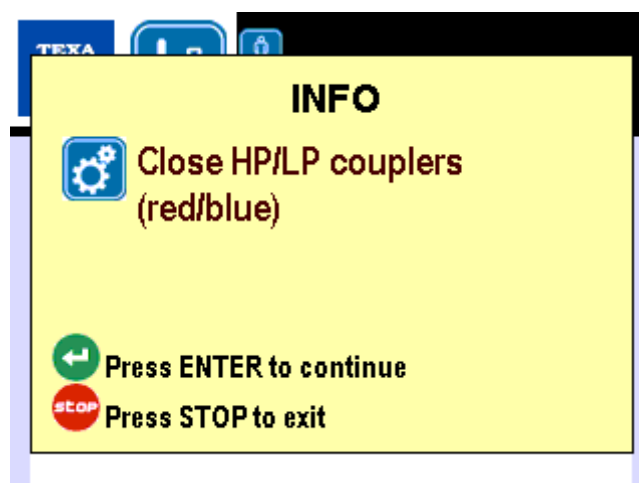 TEXA
INFO
Close HP/LP couplers
(red/blue)
Press ENTER to continue
stop
Press STOP to exit